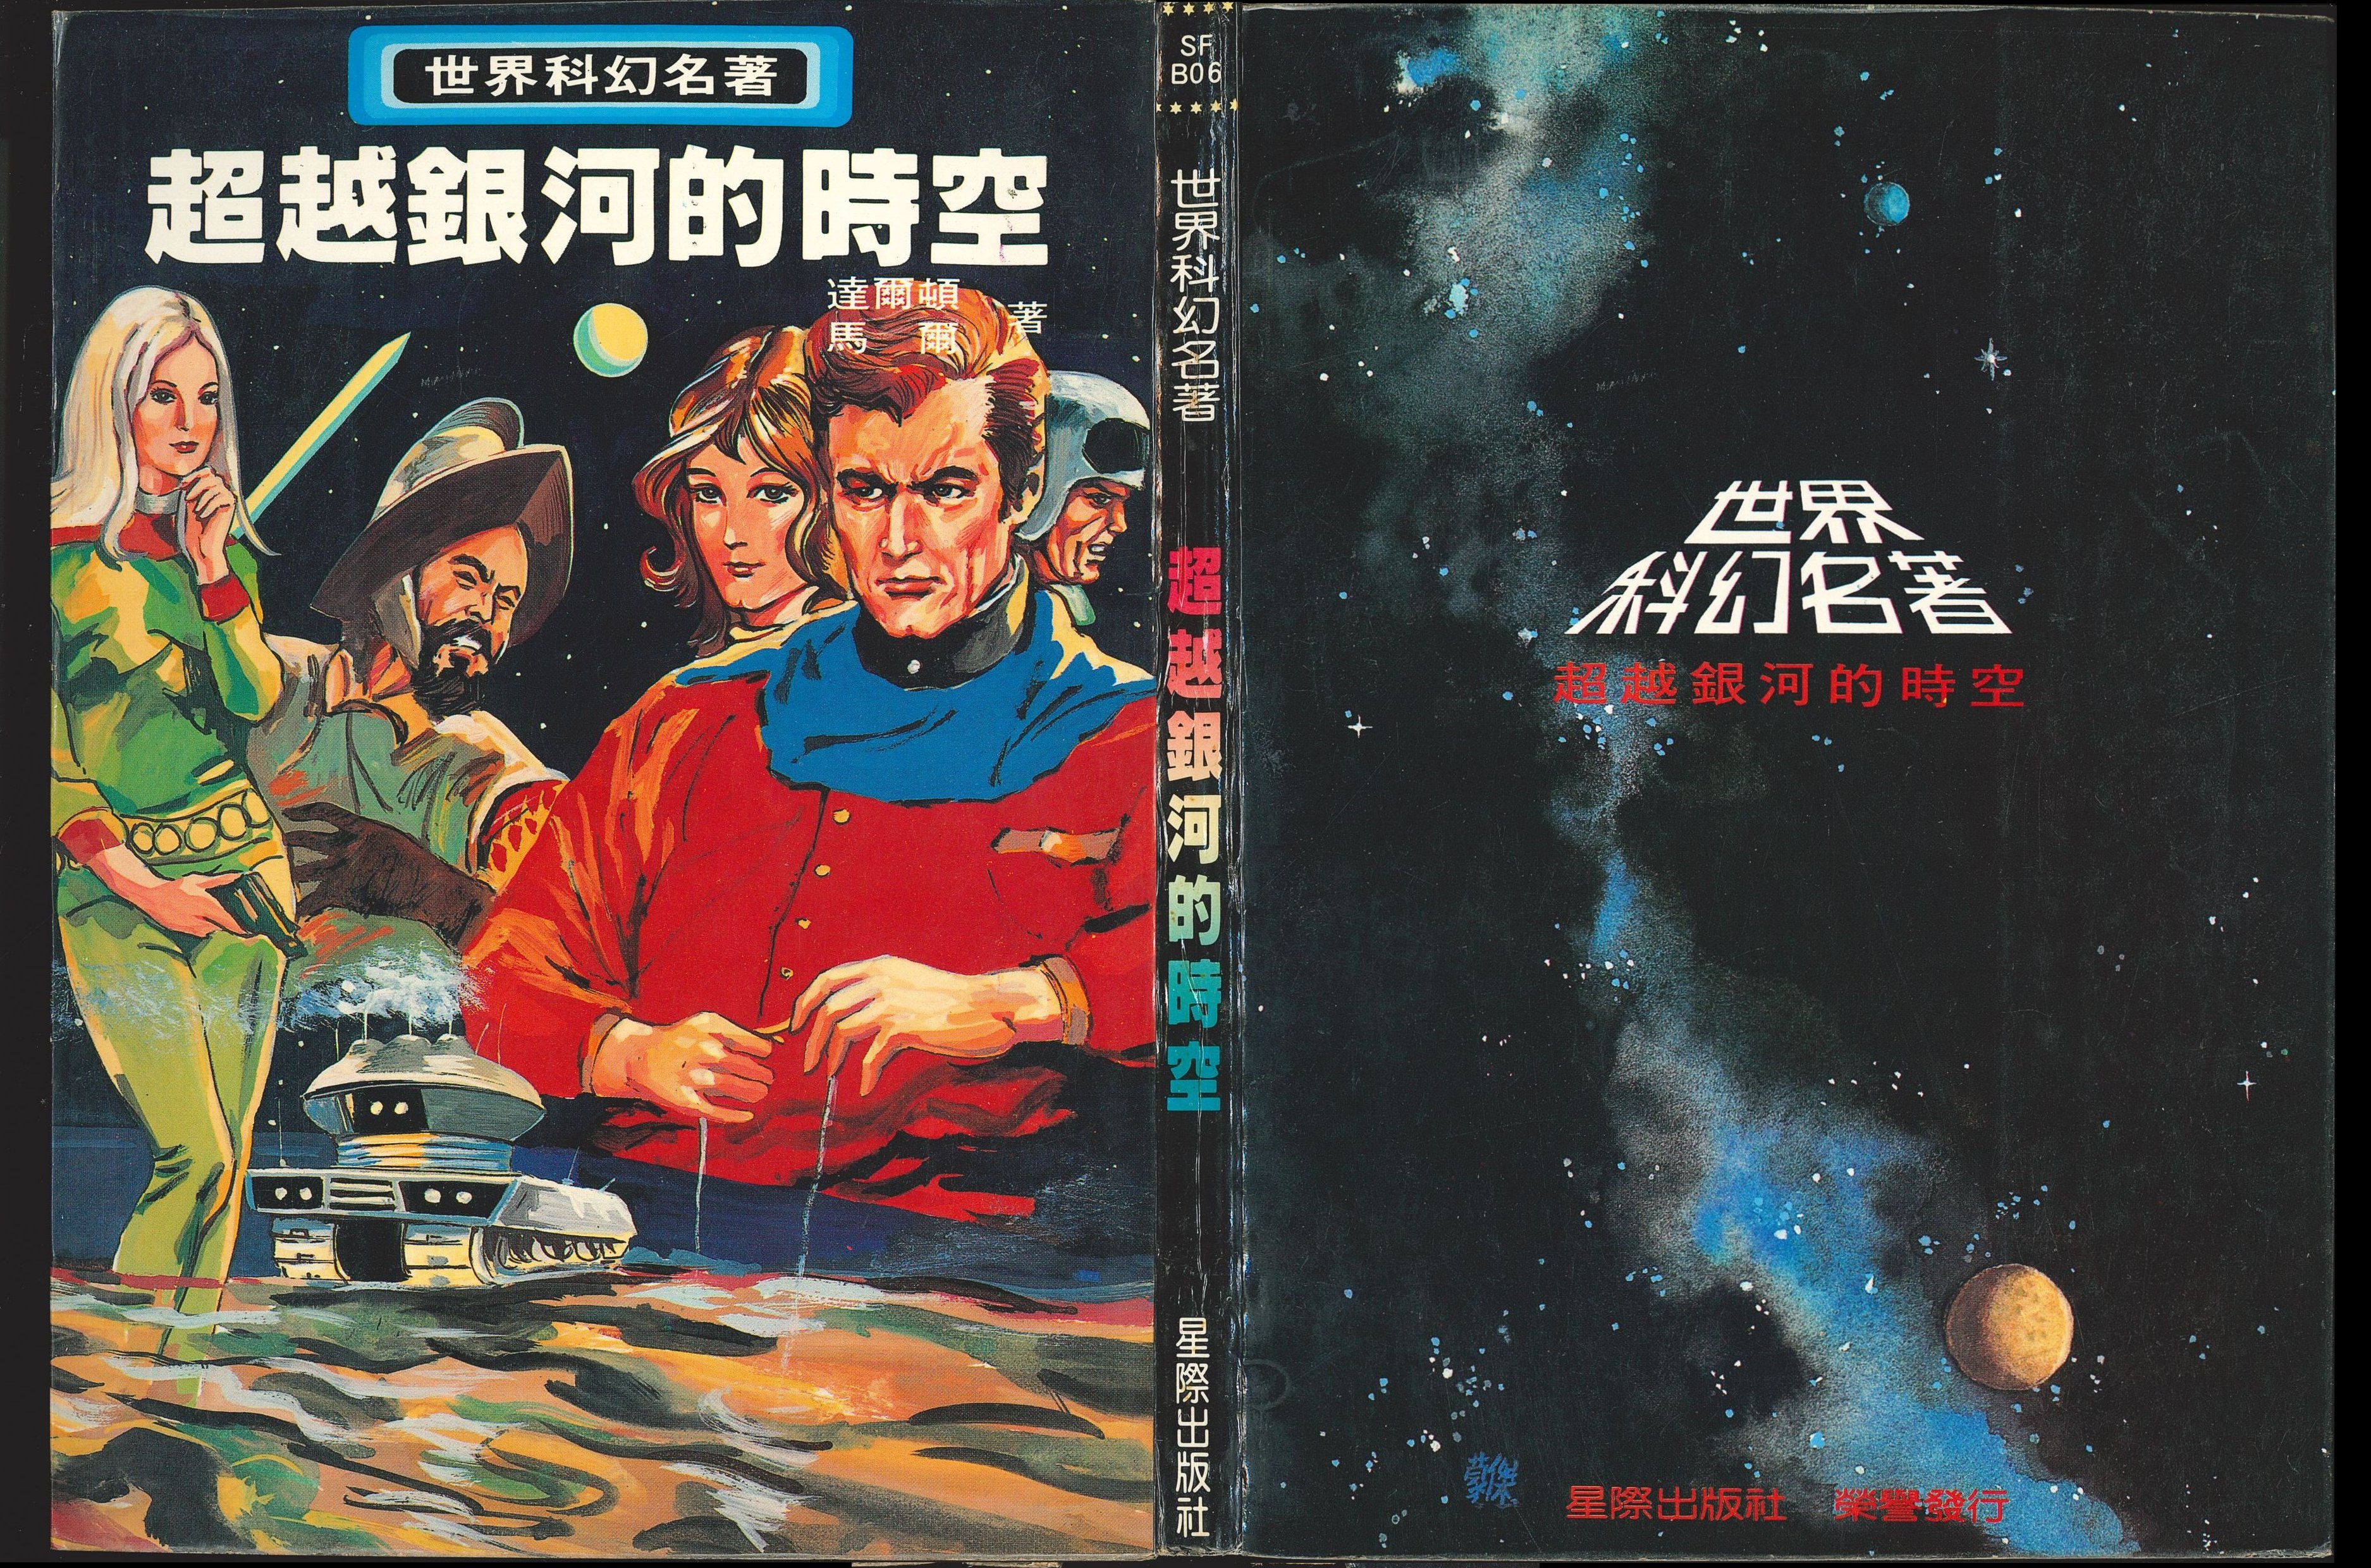 世界科幻名著
超越銀河的時空
達爾頓
馬爾
著
SF
B06
世界科幻名著
超越銀河的時空
星際出版社
世界
科幻名著
超越銀河的時空
星際出版社 榮譽發行